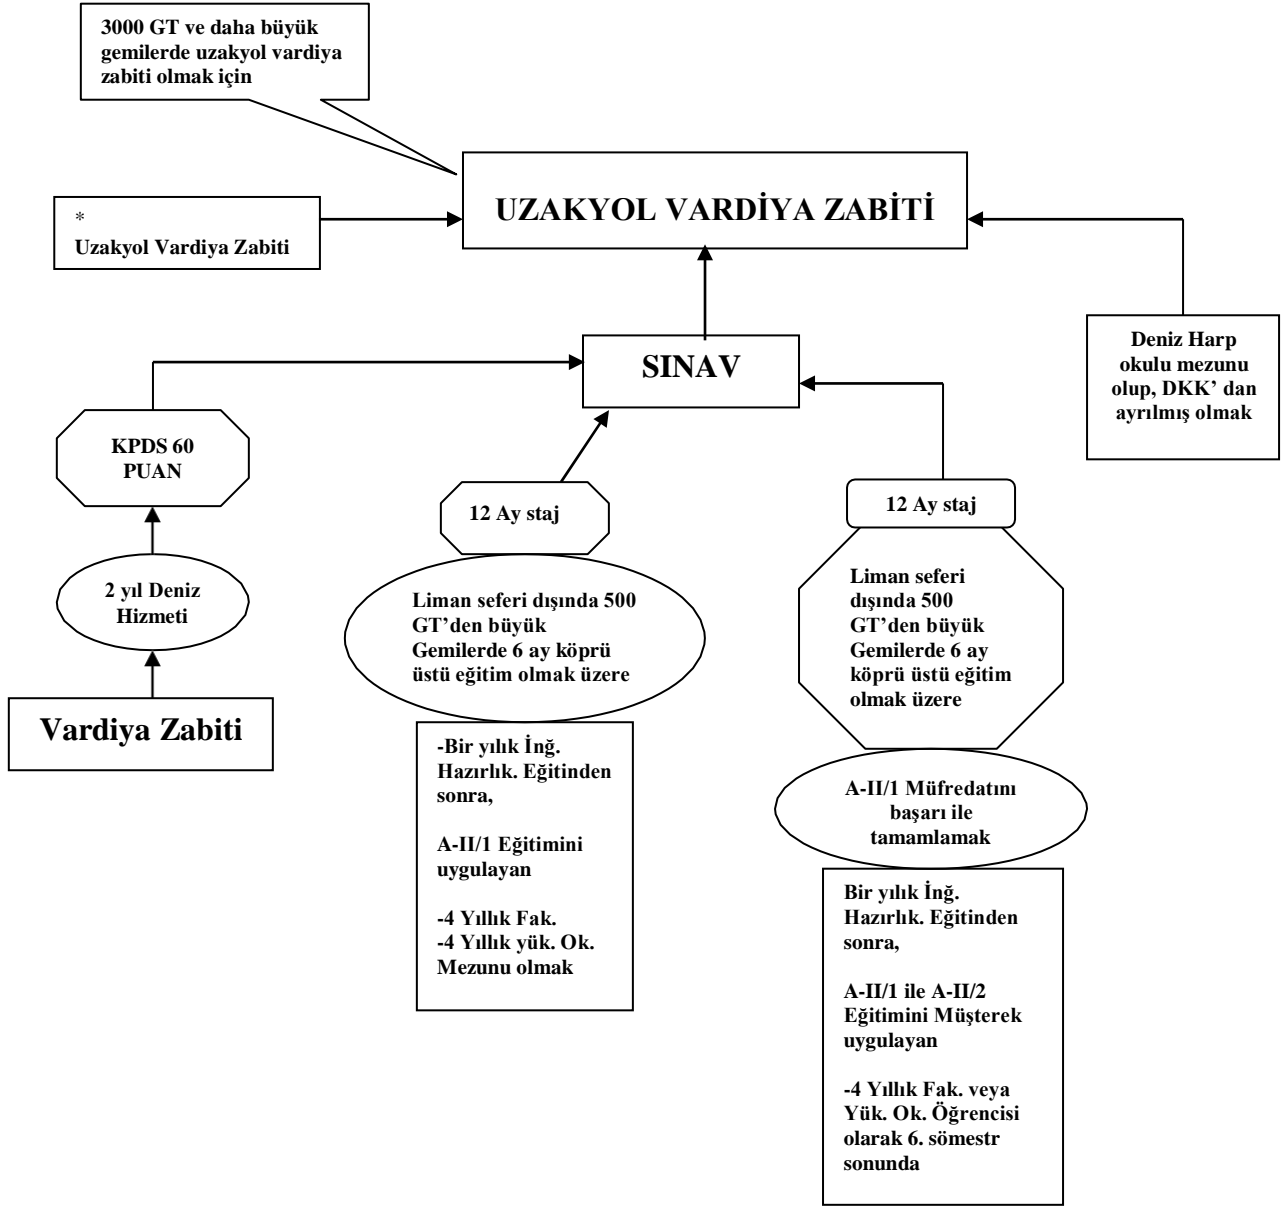 3000 GT ve daha büyük
gemilerde uzakyol vardiya
zabiti olmak için
UZAKYOL VARDİYA ZABİTİ
*
Uzakyol Vardiya Zabiti
Deniz Harp
okulu mezunu
olup, DKK' dan
ayrılmış olmak
SINAV
KPDS 60
PUAN
2 yıl Deniz
Hizmeti
Vardiya Zabiti
12 Ay staj
Liman seferi dışında 500
GT'den büyük
Gemilerde 6 ay köprü
üstü eğitim olmak üzere
-Bir yılık İnğ.
Hazırlık. Eğitinden
sonra,
A-II/1 Eğitimini
uygulayan
-4 Yıllık Fak.
-4 Yıllık yük. Ok.
Mezunu olmak
12 Ay staj
Liman seferi
dışında 500
GT'den büyük
Gemilerde 6 ay
köprü üstü eğitim
olmak üzere
A-II/1 Müfredatını
başarı ile
tamamlamak
Bir yılık İnğ.
Hazırlık. Eğitinden
sonra,
A-II/1 ile A-II/2
Eğitimini Müşterek
uygulayan
-4 Yıllık Fak. veya
Yük. Ok. Öğrencisi
olarak 6. sömestr
sonunda